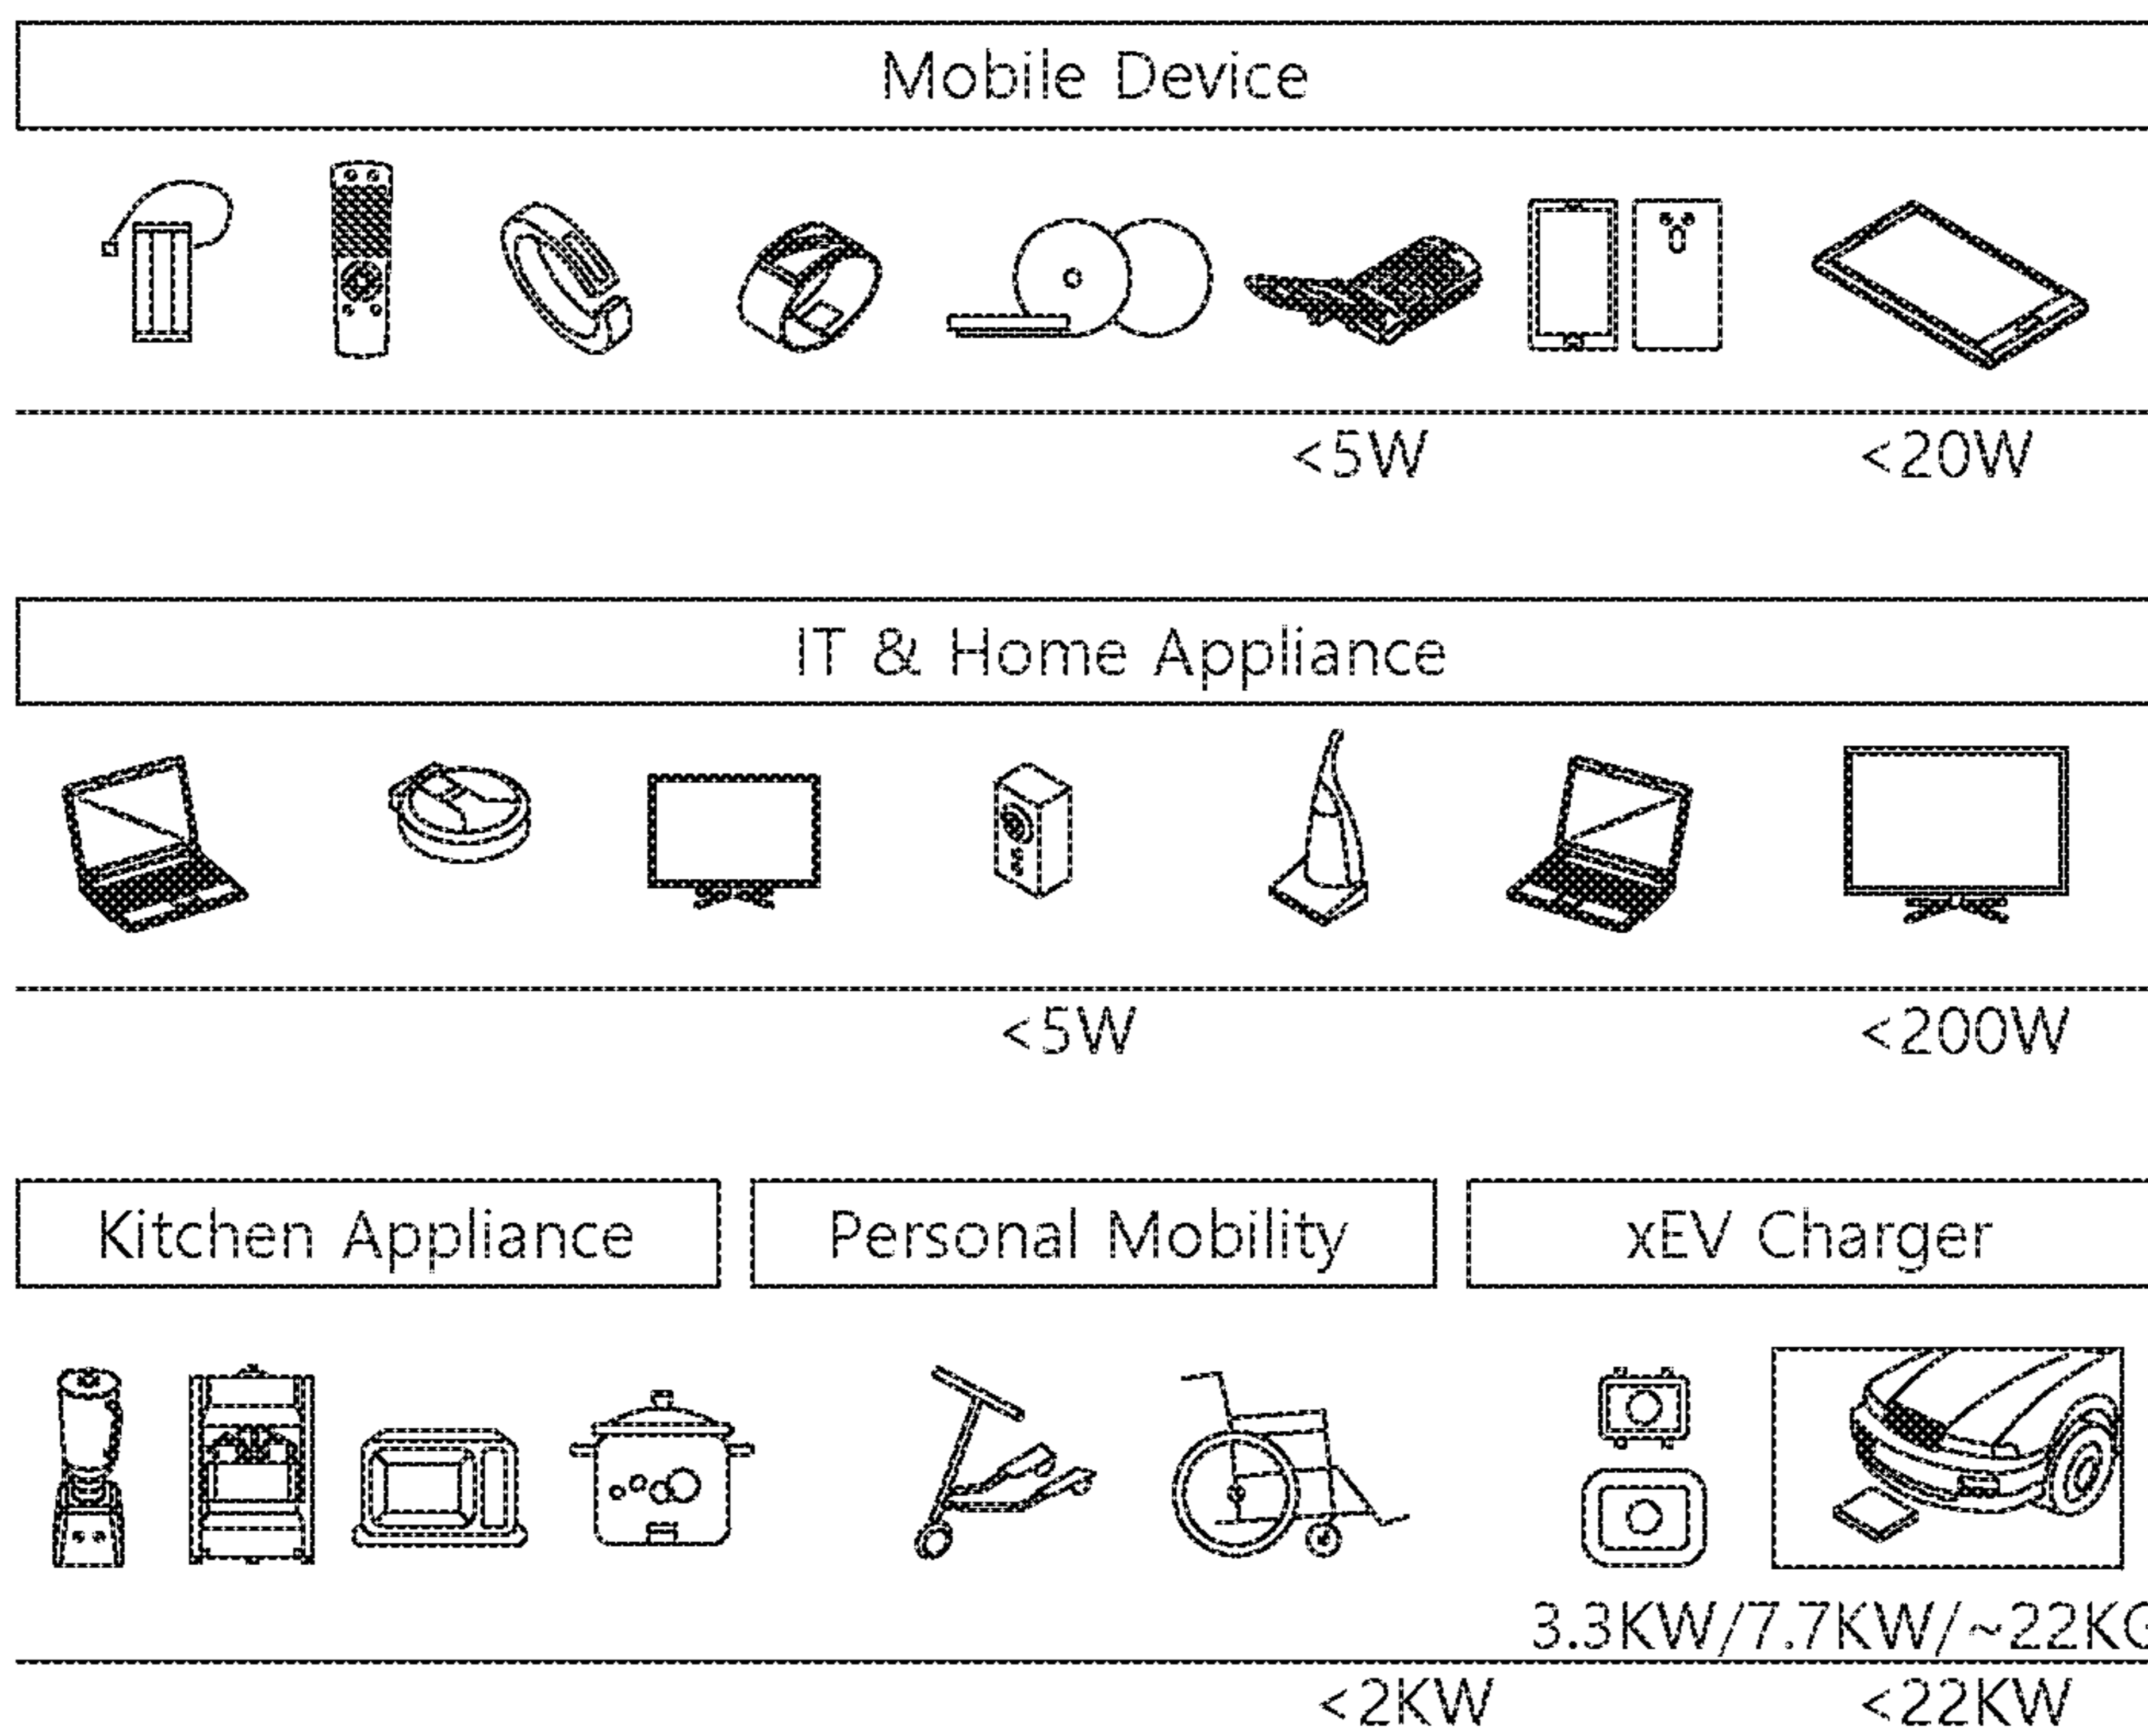 Mobile Device
<5W <20W
IT & Home Appliance
<5W <200W
Kitchen Appliance Personal Mobility xEV Charger
3.3KW/7.7KW/~22KG
<2KW <22KW